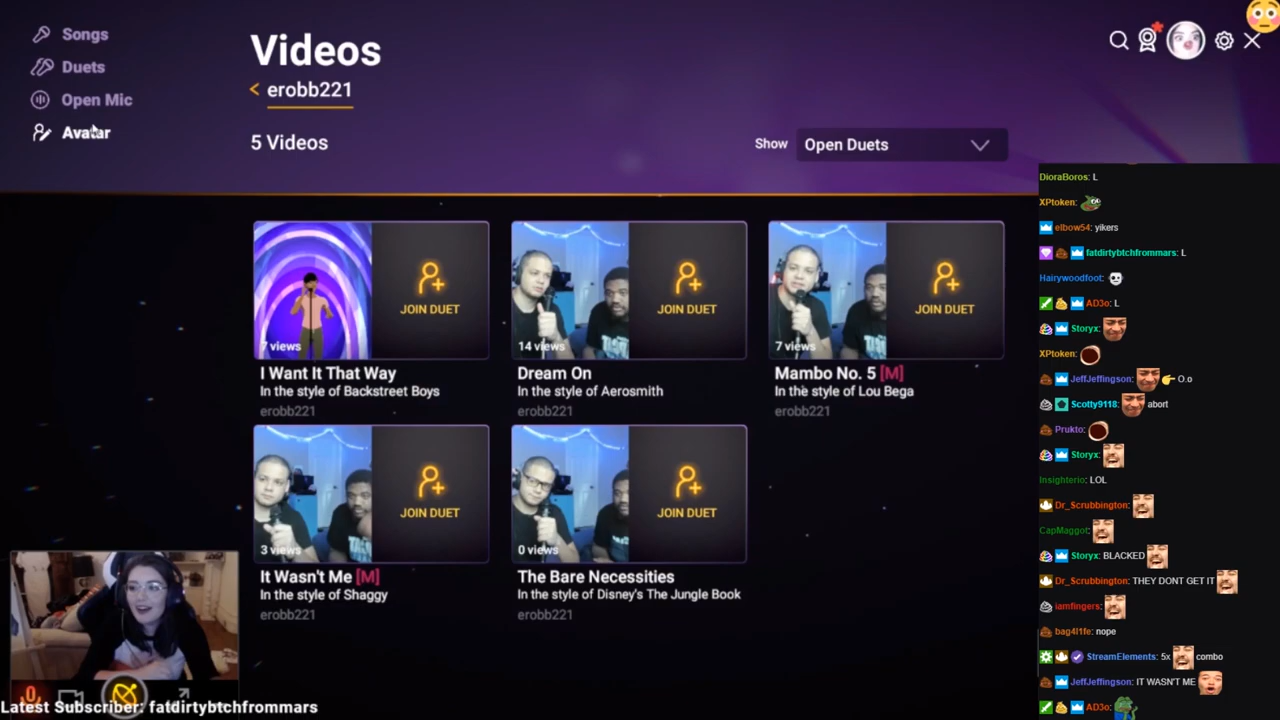 Songs
Duets
Open Mic
Avatar
Videos
< erobb221
5 Videos
Show
Open Duets
JOIN DUET
7 views
I Want It That Way
In the style of Backstreet Boys
erobb221
JOIN DUET
14 views
Dream On
In the style of Aerosmith
erobb221
JOIN DUET
7 views
Mambo No. 5 [M]
In the style of Lou Bega
erobb221
JOIN DUET
3 views
It Wasn't Me [M]
In the style of Shaggy
erobb221
JOIN DUET
0 views
The Bare Necessities
In the style of Disney's The Jungle Book
erobb221
DioraBoros: L
XPtoken:
elbow54: yikers
fatdirtybtchfrommars: L
Hairywoodfoot:
AD3o: L
Storyx:
XPtoken:
JeffJeffingson: O.o
Scotty9118: abort
Prukto:
Storyx:
Insighterio: LOL
Dr_Scrubbington:
CapMaggot:
Storyx: BLACKED
Dr_Scrubbington: THEY DONT GET IT
iamfingers:
bag4l1fe: nope
StreamElements: 5x combo
JeffJeffingson: IT WASN'T ME
AD3o:
Latest Subscriber: fatdirtybtchfrommars